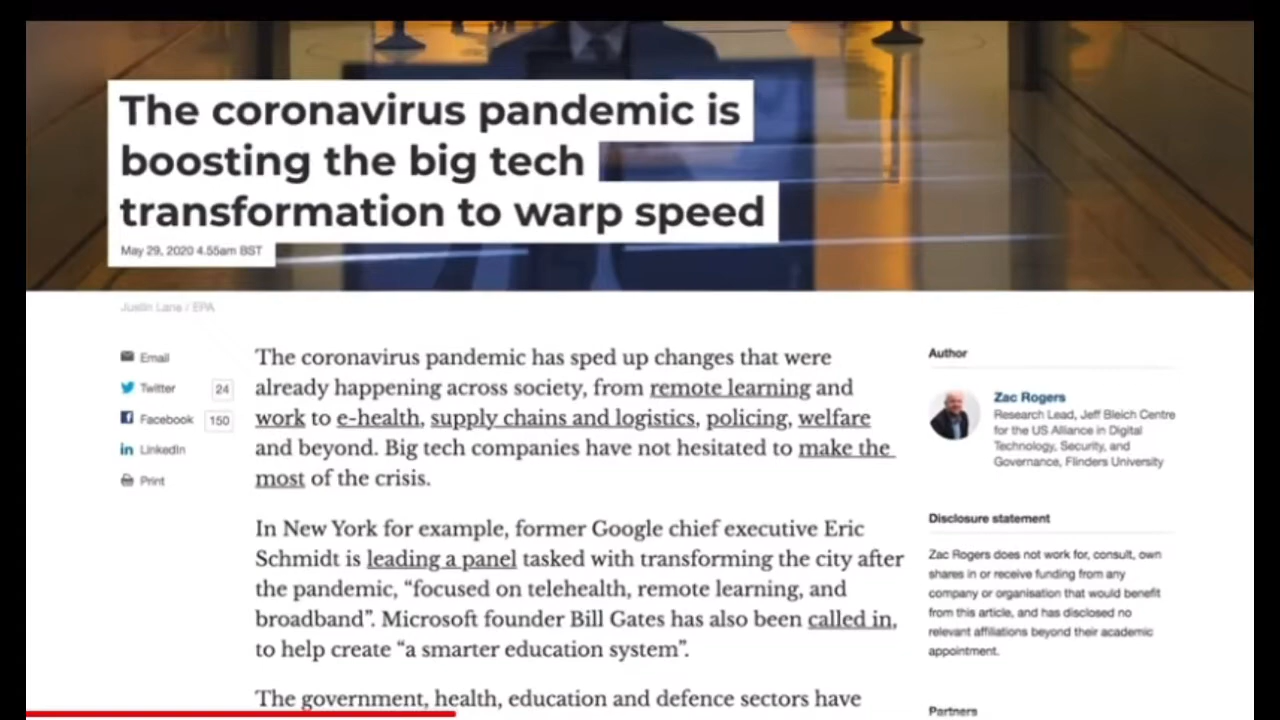 The coronavirus pandemic is
boosting the big tech
transformation to warp speed
May 29, 2020 4.55am BST
Justin Lane / EPA
Email
Twitter 24
Facebook 150
LinkedIn
Print
The coronavirus pandemic has sped up changes that were
already happening across society, from remote learning and
work to e-health, supply chains and logistics, policing, welfare
and beyond. Big tech companies have not hesitated to make the
most of the crisis.
In New York for example, former Google chief executive Eric
Schmidt is leading a panel tasked with transforming the city after
the pandemic, “focused on telehealth, remote learning, and
broadband”. Microsoft founder Bill Gates has also been called in,
to help create “a smarter education system”.
The government, health, education and defence sectors have
Author
Zac Rogers
Research Lead, Jeff Bleich Centre
for the US Alliance in Digital
Technology, Security, and
Governance, Flinders University
Disclosure statement
Zac Rogers does not work for, consult, own
shares in or receive funding from any
company or organisation that would benefit
from this article, and has disclosed no
relevant affiliations beyond their academic
appointment.
Partners